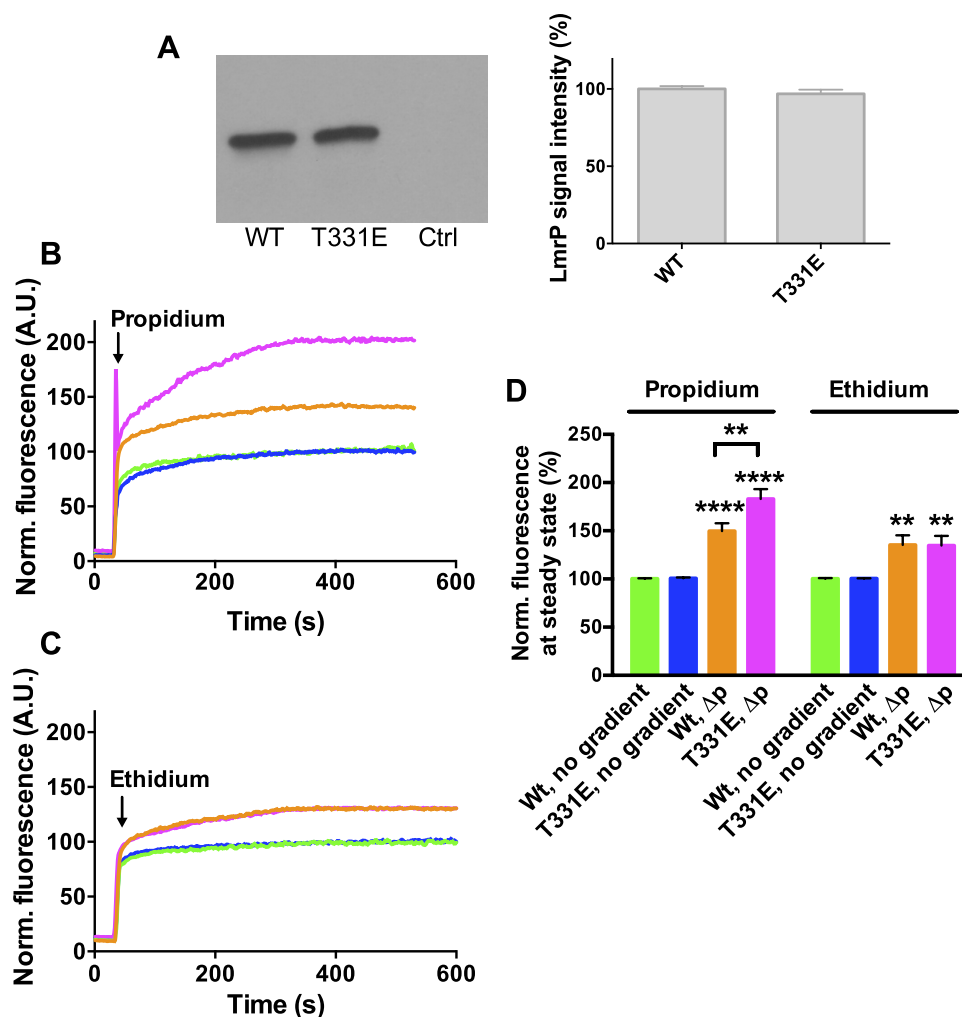 A
WT T331E Ctrl
LmrP signal intensity (%)
100
50
0
WT
T331E
B
Norm. fluorescence (A.U.)
Propidium
200
150
100
50
0
0 200 400 600
Time (s)
C
Norm. fluorescence (A.U.)
Ethidium
200
150
100
50
0
0 200 400 600
Time (s)
D
Propidium Ethidium
Norm. fluorescence
at steady state (%)
250
200
150
100
50
0
**
****
****
**
**
Wt, no gradient
T331E, no gradient
Wt, Δp
T331E, Δp
Wt, no gradient
T331E, no gradient
Wt, Δp
T331E, Δp